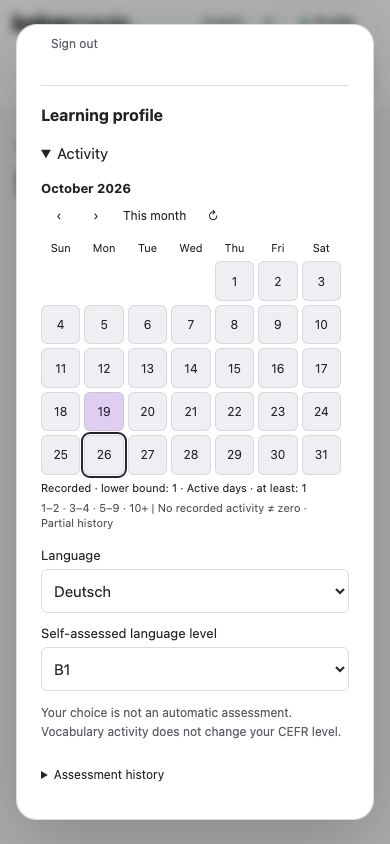 Sign out
Learning profile
▼ Activity
October 2026
‹ › This month ↻
Sun Mon Tue Wed Thu Fri Sat
1 2 3
4 5 6 7 8 9 10
11 12 13 14 15 16 17
18 19 20 21 22 23 24
25 26 27 28 29 30 31
Recorded · lower bound: 1 · Active days · at least: 1
1–2 · 3–4 · 5–9 · 10+ | No recorded activity ≠ zero ·
Partial history
Language
Deutsch
Self-assessed language level
B1
Your choice is not an automatic assessment.
Vocabulary activity does not change your CEFR level.
▶ Assessment history